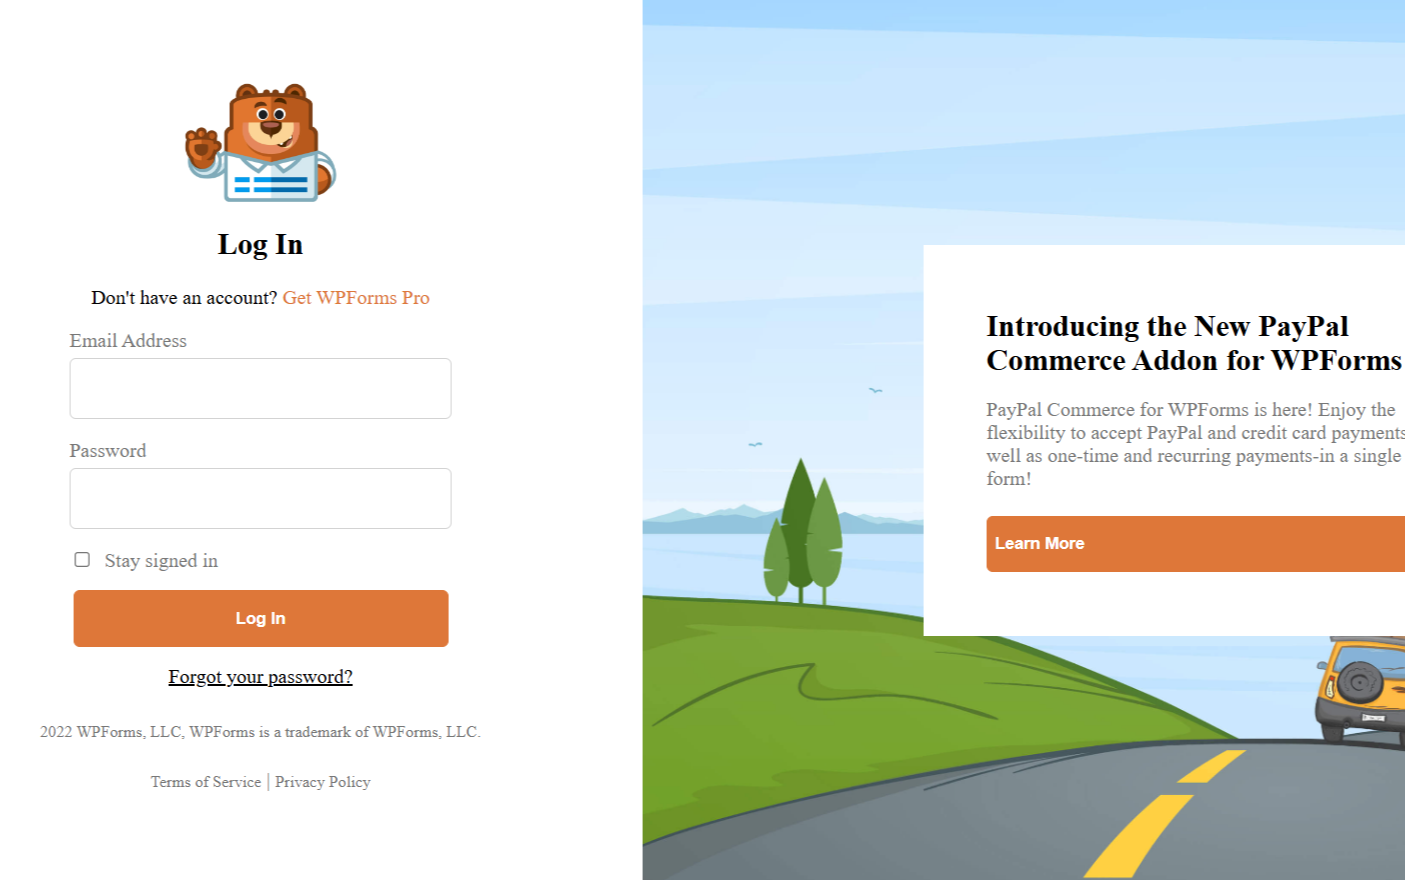 Log In
Don't have an account? Get WPForms Pro
Email Address
Password
Stay signed in
Log In
Forgot your password?
2022 WPForms, LLC, WPForms is a trademark of WPForms, LLC.
Terms of Service | Privacy Policy
Introducing the New PayPal
Commerce Addon for WPForms
PayPal Commerce for WPForms is here! Enjoy the
flexibility to accept PayPal and credit card payments
well as one-time and recurring payments-in a single
form!
Learn More